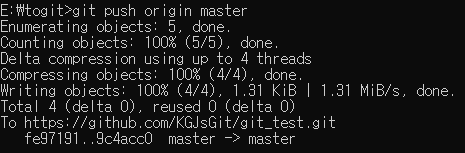 E:\togit>git push origin master
Enumerating objects: 5, done.
Counting objects: 100% (5/5), done.
Delta compression using up to 4 threads
Compressing objects: 100% (4/4), done.
Writing objects: 100% (4/4), 1.31 KiB | 1.31 MiB/s, done.
Total 4 (delta 0), reused 0 (delta 0)
To https://github.com/KGJsGit/git_test.git
   fe97191..9c4acc0  master -> master